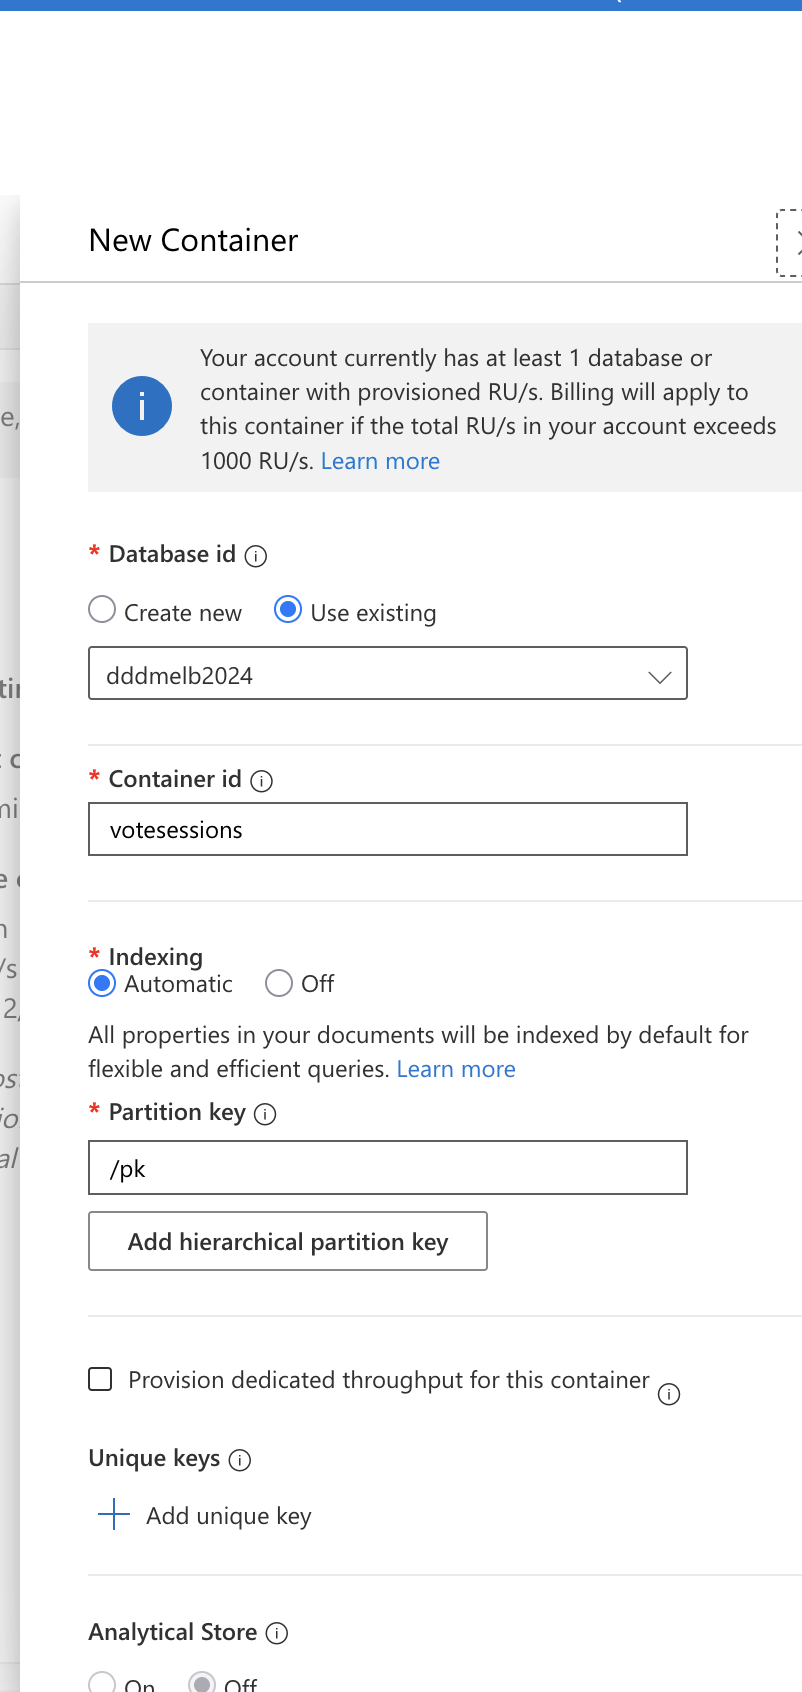 New Container
Your account currently has at least 1 database or
container with provisioned RU/s. Billing will apply to
this container if the total RU/s in your account exceeds
1000 RU/s. Learn more
* Database id
Create new Use existing
dddmelb2024
* Container id
votesessions
* Indexing
Automatic Off
All properties in your documents will be indexed by default for
flexible and efficient queries. Learn more
* Partition key
/pk
Add hierarchical partition key
Provision dedicated throughput for this container
Unique keys
Add unique key
Analytical Store
On Off